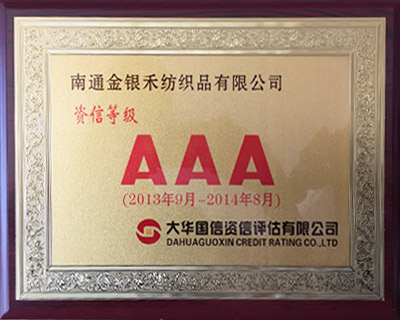 南通金银禾纺织品有限公司
资信等级
AAA
(2013年9月-2014年8月)
大华国信资信评估有限公司
DAHUAGUOXIN CREDIT RATING CO.,LTD